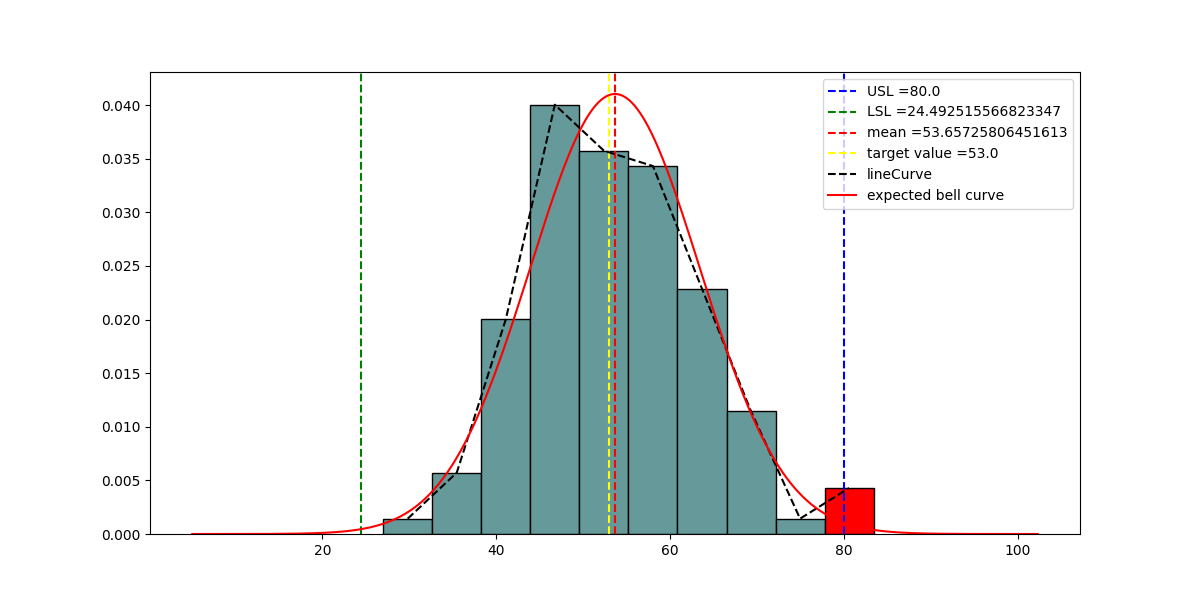 0.040
0.035
0.030
0.025
0.020
0.015
0.010
0.005
0.000
20
40
60
80
100
USL =80.0
LSL =24.492515566823347
mean =53.65725806451613
target value =53.0
lineCurve
expected bell curve